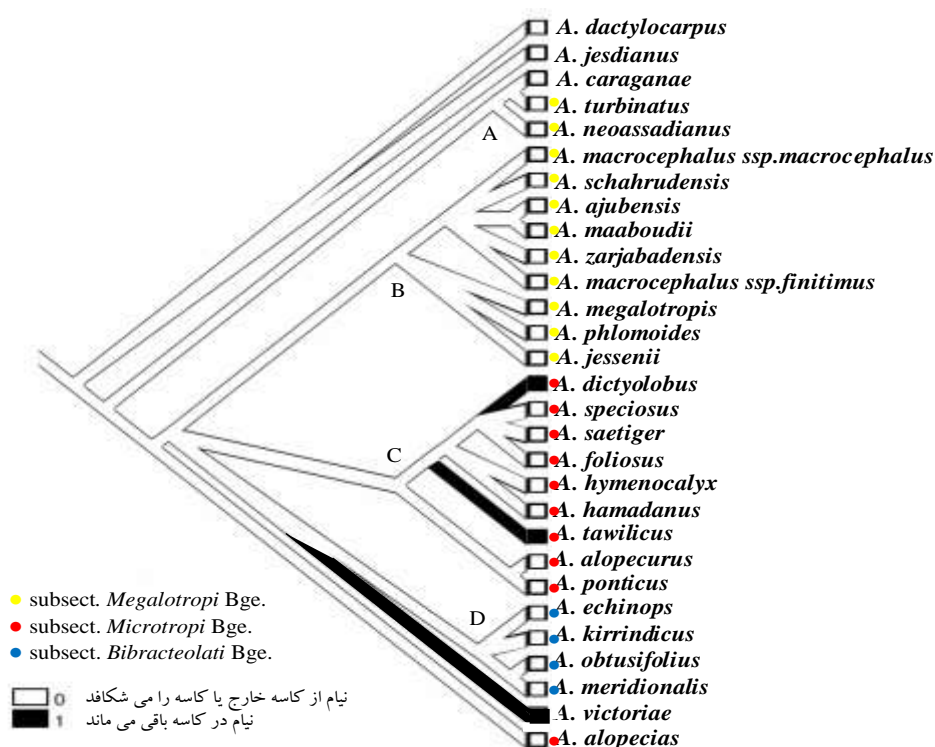 A. dactylocarpus
A. jesdianus
A. caraganae
A. turbinatus
A. neoassadianus
A
A. macrocephalus ssp.macrocephalus
A. schahrudensis
A. ajubensis
A. maaboudii
A. zarjabadensis
A. macrocephalus ssp.finitimus
B
A. megalotropis
A. phlomoides
A. jessenii
A. dictyolobus
A. speciosus
A. saetiger
C
A. foliosus
A. hymenocalyx
A. hamadanus
A. tawilicus
A. alopecurus
A. ponticus
A. echinops
D
A. kirrindicus
A. obtusifolius
A. meridionalis
A. victoriae
A. alopecias
subsect. Megalotropi Bge.
subsect. Microtropi Bge.
subsect. Bibracteolati Bge.
0 نیام از کاسه خارج یا کاسه را می شکافد
1 نیام در کاسه باقی می ماند